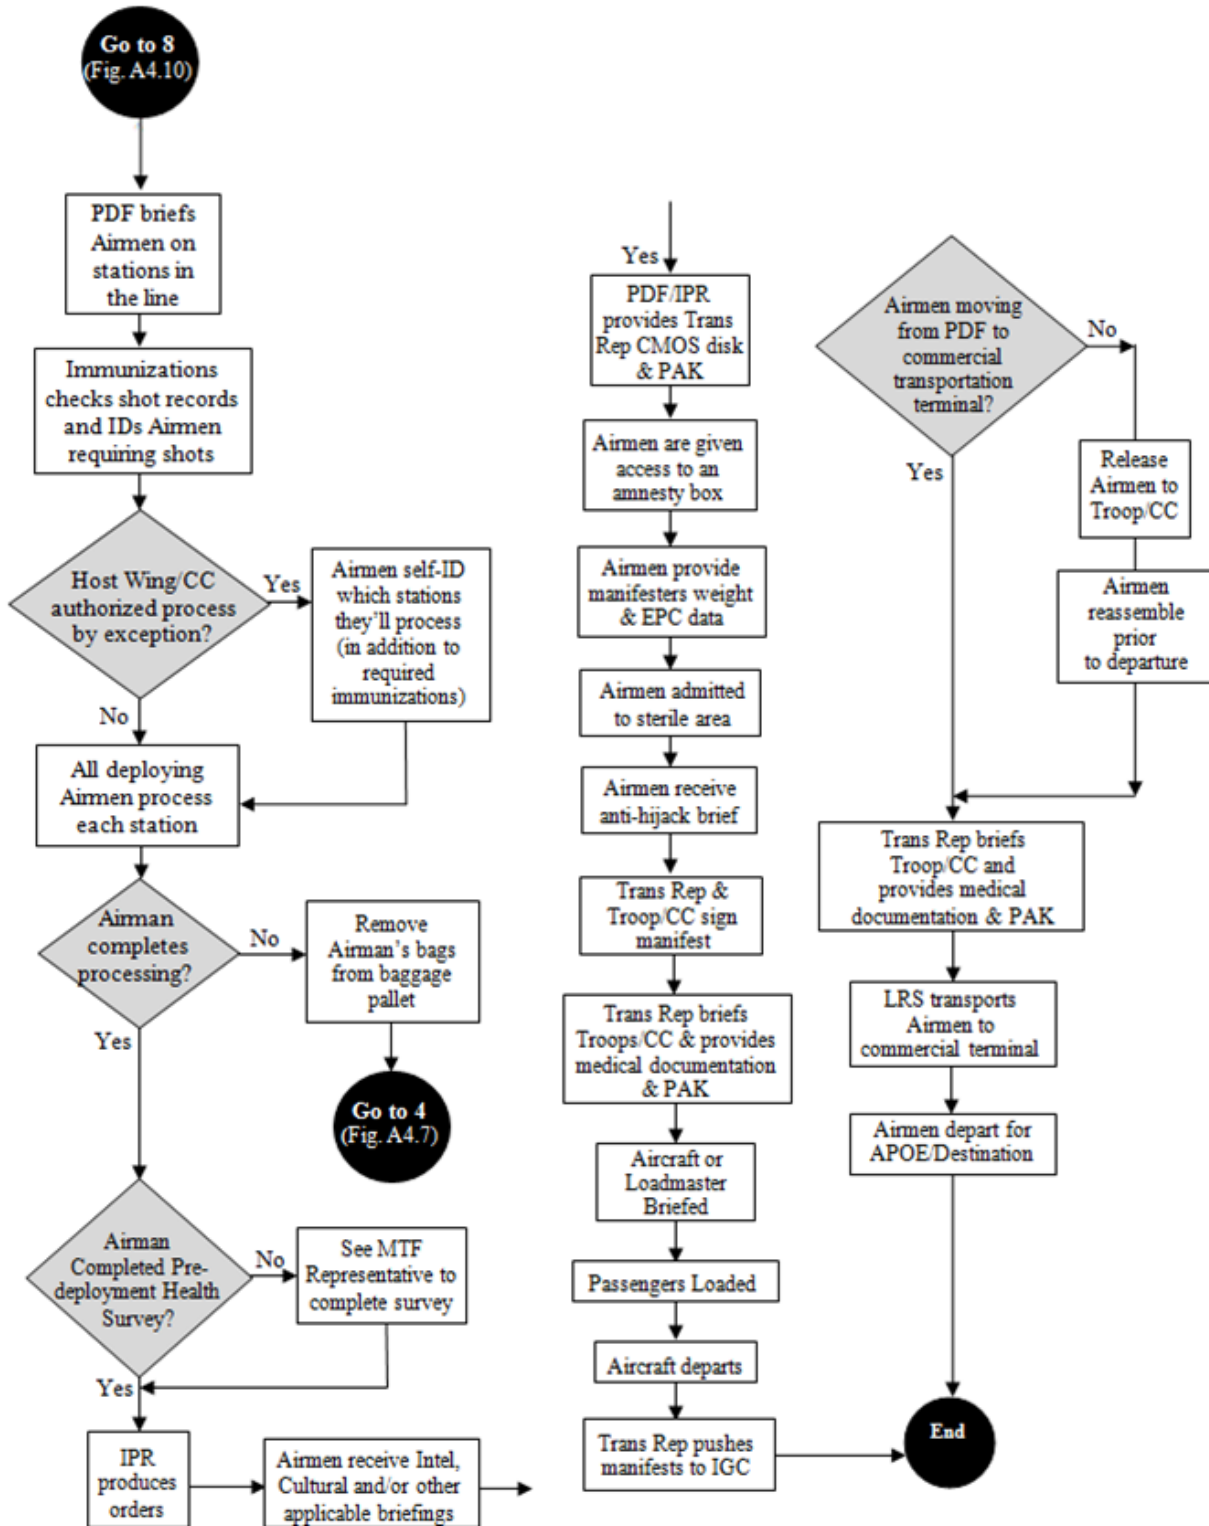 Go to 8
(Fig. A4.10)
PDF briefs
Airmen on
stations in
the line
Immunizations
checks shot records
and IDs Airmen
requiring shots
Host Wing/CC
authorized process
by exception?
Yes
Airmen self-ID
which stations
they'll process
(in addition to
required
immunizations)
No
All deploying
Airmen process
each station
Airman
completes
processing?
No
Remove
Airman's bags
from baggage
pallet
Go to 4
(Fig. A4.7)
Yes
Airman
Completed Pre-
deployment Health
Survey?
No
See MTF
Representative to
complete survey
Yes
IPR
produces
orders
Airmen receive Intel,
Cultural and/or other
applicable briefings
Yes
PDF/IPR
provides Trans
Rep CMOS disk
& PAK
Airmen are given
access to an
amnesty box
Airmen provide
manifesters weight
& EPC data
Airmen admitted
to sterile area
Airmen receive
anti-hijack brief
Trans Rep &
Troop/CC sign
manifest
Trans Rep briefs
Troops/CC & provides
medical documentation
& PAK
Aircraft or
Loadmaster
Briefed
Passengers Loaded
Aircraft departs
Trans Rep pushes
manifests to IGC
Airmen moving
from PDF to
commercial
transportation
terminal?
No
Release
Airmen to
Troop/CC
Airmen
reassemble
prior
to departure
Yes
Trans Rep briefs
Troop/CC and
provides medical
documentation & PAK
LRS transports
Airmen to
commercial terminal
Airmen depart for
APOE/Destination
End